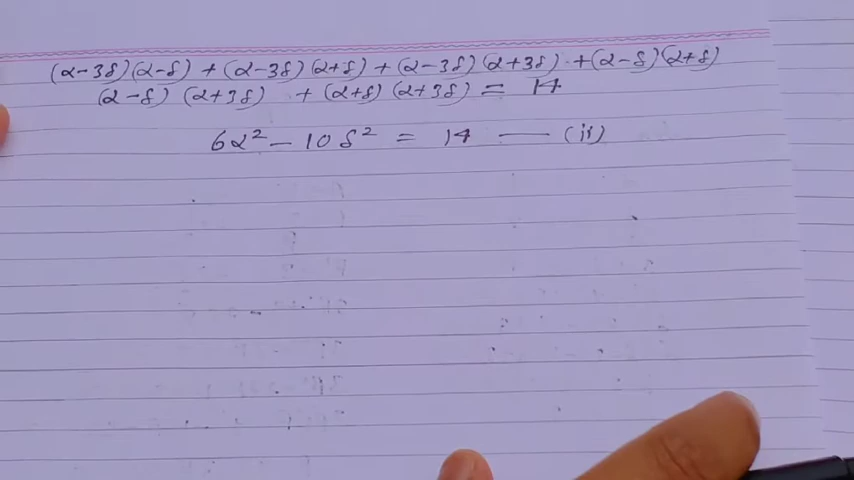 (α-3δ)(α-δ) + (α-3δ)(α+δ) + (α-3δ)(α+3δ) + (α-δ)(α+δ)
(α-δ)(α+3δ) + (α+δ)(α+3δ) = 14
6α² - 10δ² = 14 — (ii)